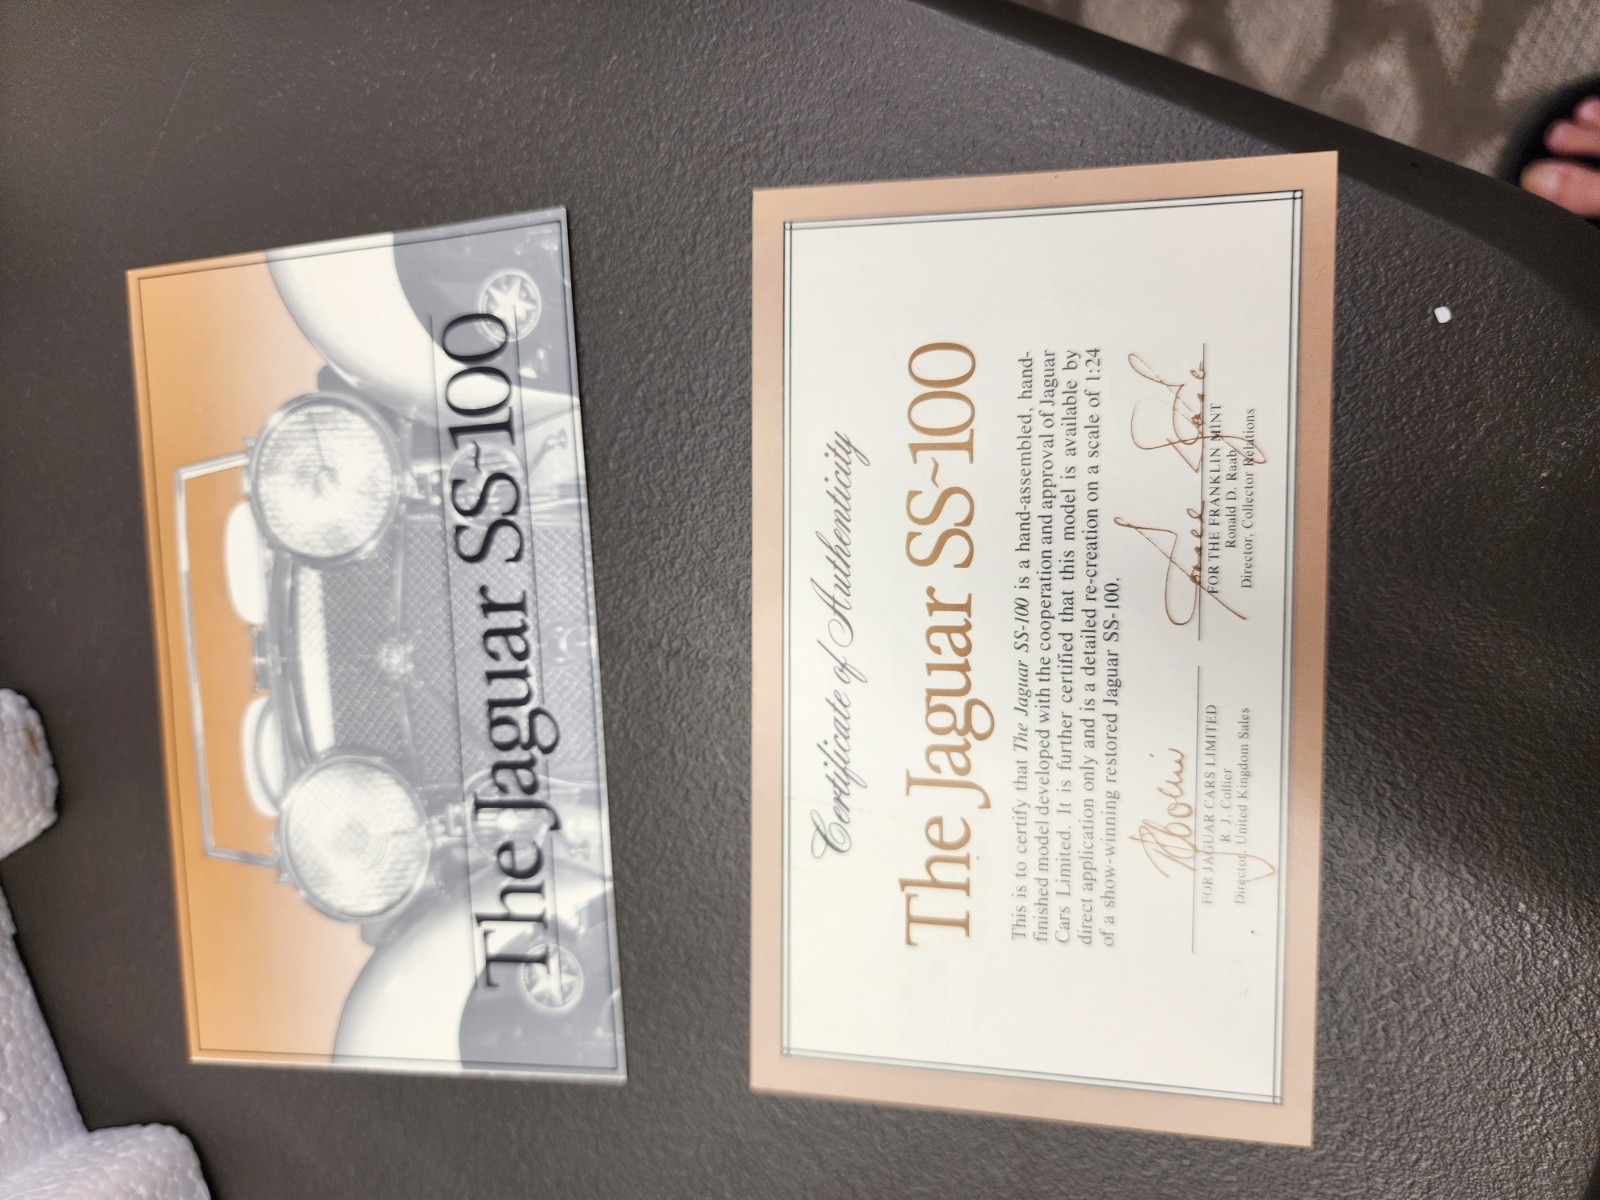 The Jaguar SS~100
Certificate of Authenticity
The Jaguar SS~100
This is to certify that The Jaguar SS-100 is a hand-assembled, hand-
finished model developed with the cooperation and approval of Jaguar
Cars Limited. It is further certified that this model is available by
direct application only and is a detailed re-creation on a scale of 1:24
of a show-winning restored Jaguar SS-100.
FOR JAGUAR CARS LIMITED
R. J. Collier
Director, United Kingdom Sales
FOR THE FRANKLIN MINT
Ronald D. Raab
Director, Collector Relations